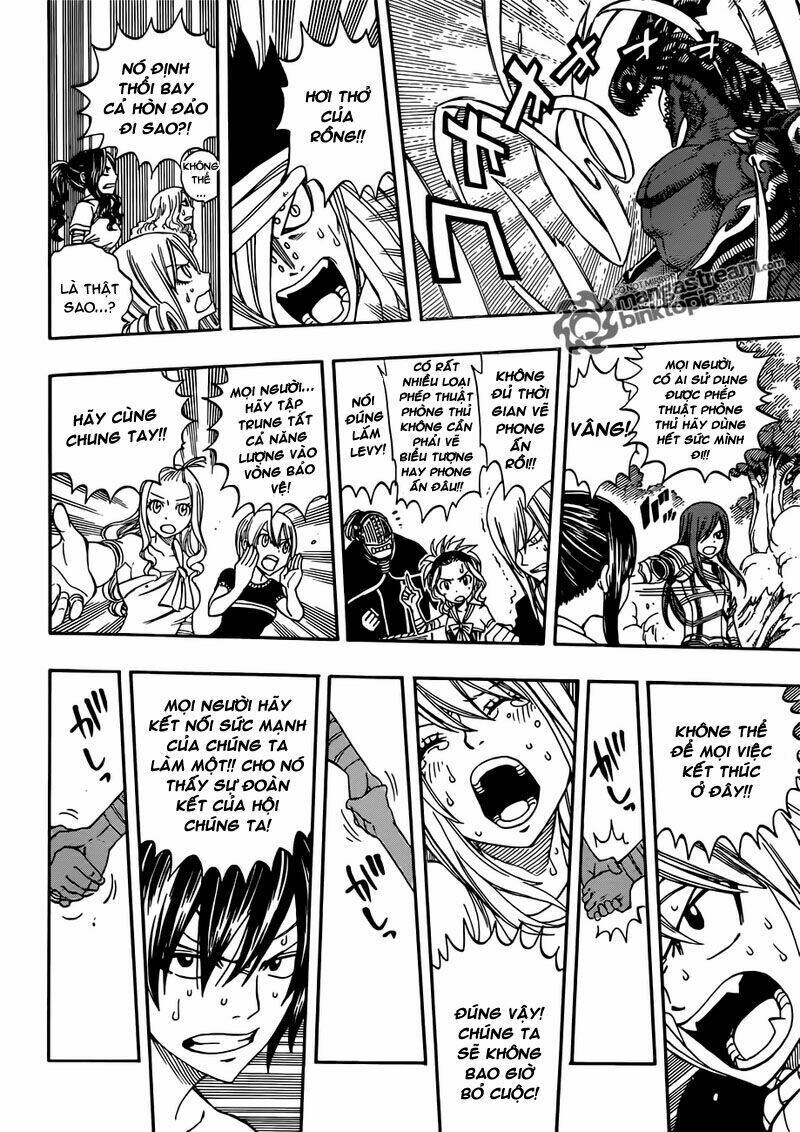 NÓ ĐỊNH
THỔI BAY
CẢ HÒN ĐẢO
ĐI SAO?!
KHÔNG
THỂ
...
LÀ THẬT
SAO...?
HƠI THỞ
CỦA
RỒNG!!
DO NOT MISS
mangastream.com
binktopia
HÃY CÙNG
CHUNG TAY!!
MỌI NGƯỜI...
HÃY TẬP
TRUNG TẤT
CẢ NĂNG
LƯỢNG VÀO
VÒNG BẢO
VỆ!
NÓI
ĐÚNG
LẮM
LEVY!
CÓ RẤT
NHIỀU LOẠI
PHÉP THUẬT
PHÒNG THỦ
KHÔNG CẦN
PHẢI VẼ
BIỂU TƯỢNG
HAY PHONG
ẤN ĐÂU!!
KHÔNG
ĐỦ THỜI
GIAN VẼ
PHONG
ẤN
RỒI!!
VÂNG!
MỌI NGƯỜI,
CÓ AI SỬ DỤNG
ĐƯỢC PHÉP
THUẬT PHÒNG
THỦ HÃY DÙNG
HẾT SỨC MÌNH
ĐI!!
MỌI NGƯỜI HÃY
KẾT NỐI SỨC MẠNH
CỦA CHÚNG TA
LÀM MỘT!! CHO NÓ
THẤY SỰ ĐOÀN
KẾT CỦA HỘI
CHÚNG TA!
ĐÚNG VẬY!
CHÚNG TA
SẼ KHÔNG
BAO GIỜ
BỎ CUỘC!
KHÔNG THỂ
ĐỂ MỌI VIỆC
KẾT THÚC
Ở ĐÂY!!